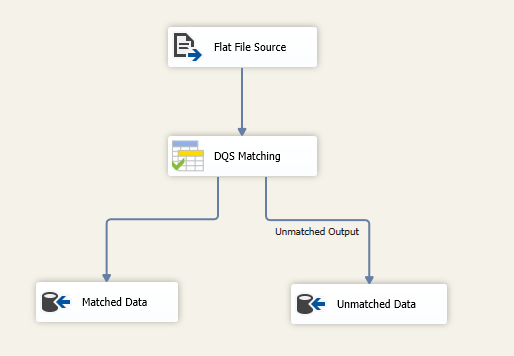 Flat File Source
DQS Matching
Unmatched Output
Matched Data
Unmatched Data